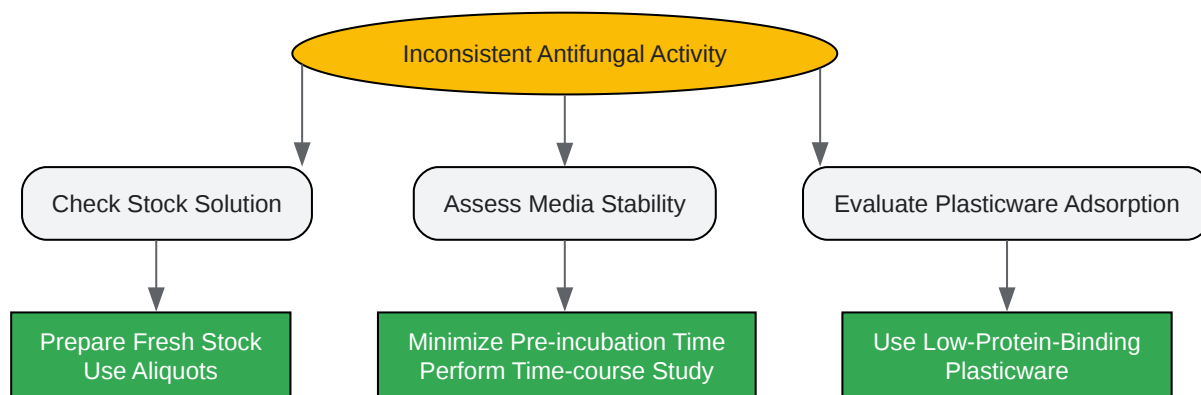 Inconsistent Antifungal Activity
Check Stock Solution
Assess Media Stability
Evaluate Plasticware Adsorption
Prepare Fresh Stock
Use Aliquots
Minimize Pre-incubation Time
Perform Time-course Study
Use Low-Protein-Binding
Plasticware